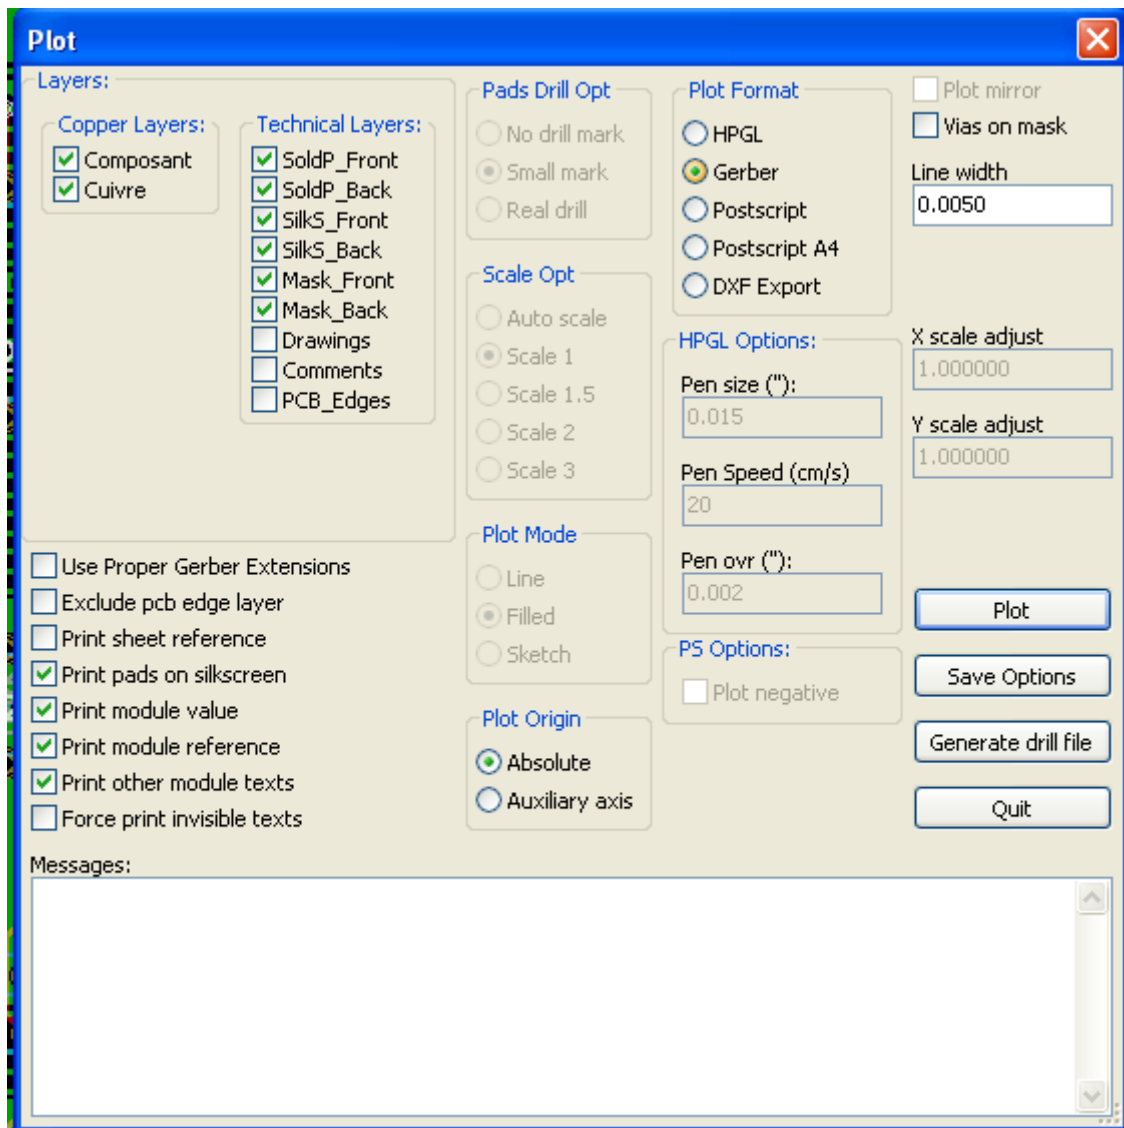 Plot
Layers:
Copper Layers:
Composant
Cuivre
Technical Layers:
SoldP_Front
SoldP_Back
SilkS_Front
SilkS_Back
Mask_Front
Mask_Back
Drawings
Comments
PCB_Edges
Use Proper Gerber Extensions
Exclude pcb edge layer
Print sheet reference
Print pads on silkscreen
Print module value
Print module reference
Print other module texts
Force print invisible texts
Pads Drill Opt
No drill mark
Small mark
Real drill
Scale Opt
Auto scale
Scale 1
Scale 1.5
Scale 2
Scale 3
Plot Mode
Line
Filled
Sketch
Plot Origin
Absolute
Auxiliary axis
Plot Format
HPGL
Gerber
Postscript
Postscript A4
DXF Export
HPGL Options:
Pen size ("):
0.015
Pen Speed (cm/s)
20
Pen ovr ("):
0.002
PS Options:
Plot negative
Plot mirror
Vias on mask
Line width
0.0050
X scale adjust
1.000000
Y scale adjust
1.000000
Plot
Save Options
Generate drill file
Quit
Messages: